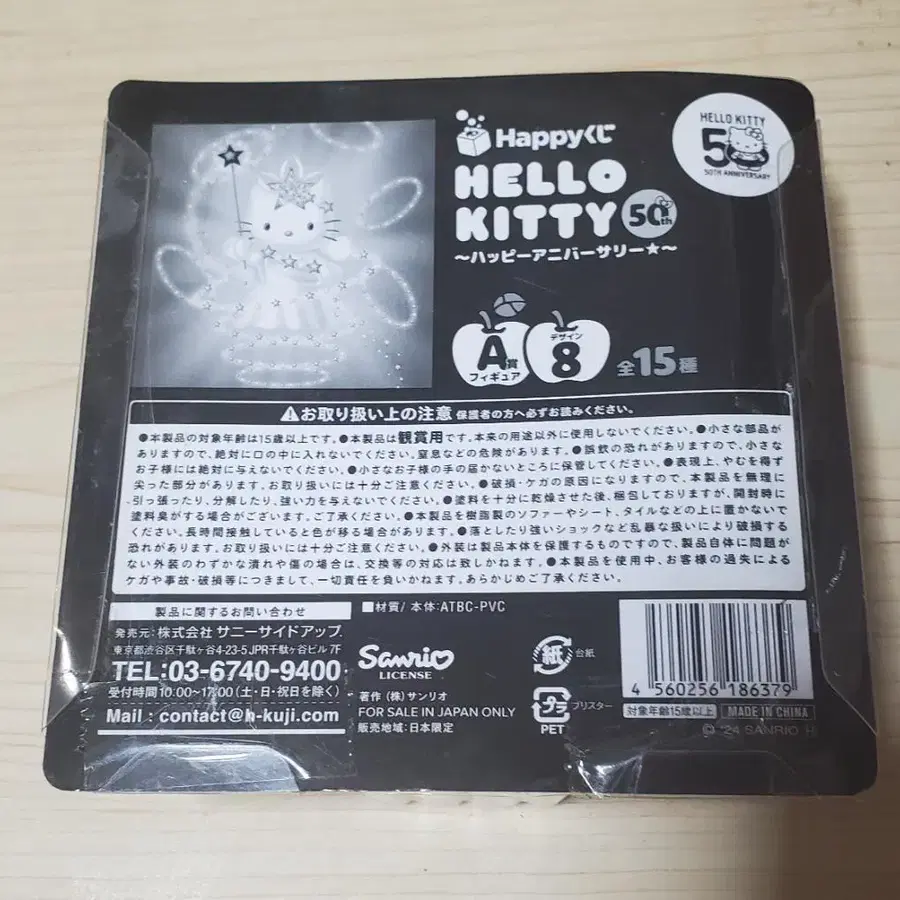 Happyくじ
HELLO
KITTY 50th
～ハッピーアニバーサリー★～
HELLO KITTY
50
50TH ANNIVERSARY
A賞
フィギュア
デザイン
8
全15種
⚠お取り扱い上の注意 保護者の方へ必ずお読みください。
●本製品の対象年齢は15歳以上です。●本製品は観賞用です。本来の用途以外に使用しないでください。●小さな部品が
ありますので、絶対に口の中に入れないでください。窒息などの危険があります。●誤飲の恐れがありますので、小さな
お子様には絶対に与えないでください。●小さなお子様の手の届かないところに保管してください。●表現上、やむを得ず
尖った部分があります。お取り扱いには十分ご注意ください。●破損・ケガの原因になりますので、本製品を無理に
引っ張ったり、分解したり、強い力を与えないでください。●塗料を十分に乾燥させた後、梱包しておりますが、開封時に
塗料臭がする場合がございます。ご了承ください。●本製品を樹脂製のソファーやシート、タイルなどの上に置かないで
ください。長時間接触していると色が移る場合があります。●落としたり強いショックなど乱暴な扱いにより破損する
恐れがあります。お取り扱いには十分ご注意ください。●外装は製品本体を保護するものですので、製品自体に問題が
ない外装のわずかな潰れや傷の場合は、交換等の対応は致しかねます。●本製品を使用中、お客様の過失による
ケガや事故・破損等につきまして、一切責任を負いかねます。あらかじめご了承ください。
製品に関するお問い合わせ
発売元：株式会社 サニーサイドアップ
東京都渋谷区千駄ヶ谷4-23-5 JPR千駄ヶ谷ビル 7F
TEL:03-6740-9400
受付時間10:00～17:00（土・日・祝日を除く）
Mail : contact@h-kuji.com
■材質/ 本体:ATBC-PVC
Sanrio
LICENSE
著作（株）サンリオ
FOR SALE IN JAPAN ONLY
販売地域：日本限定
紙 台紙
プラ ブリスター
PET
4 560256 186379
対象年齢15歳以上
MADE IN CHINA
© '24 SANRIO H